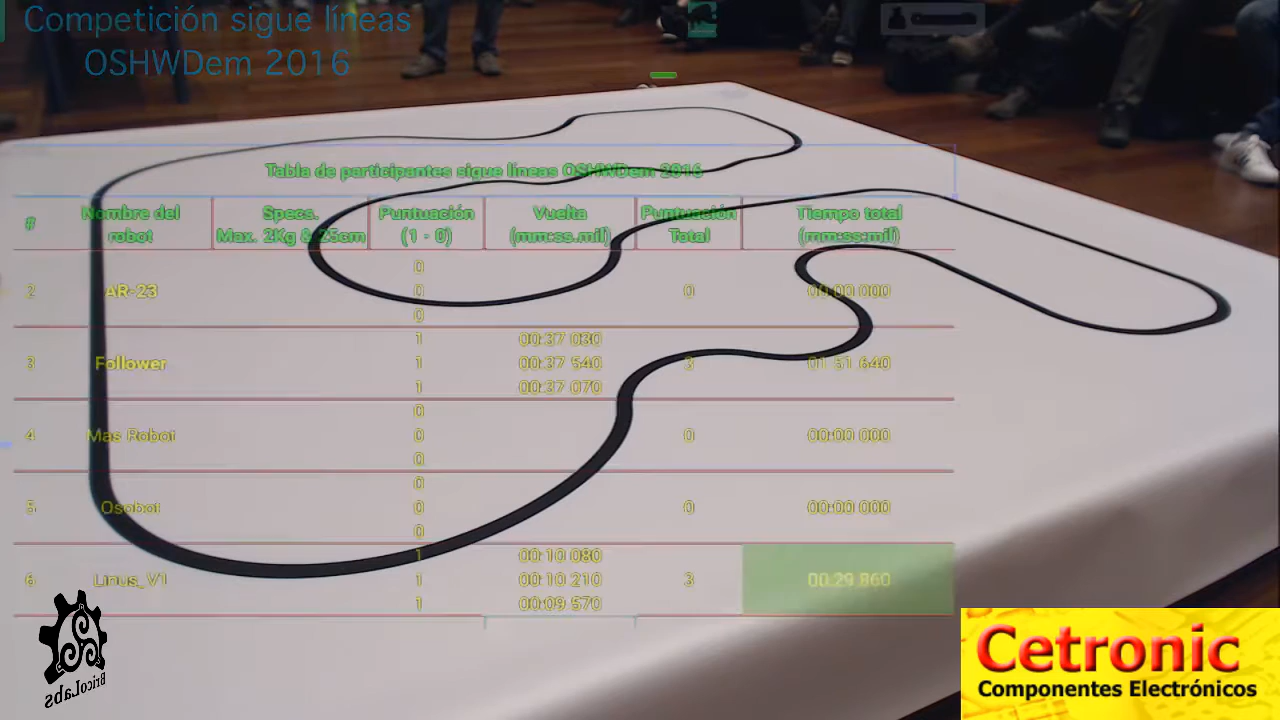 Competición sigue líneas
OSHWDem 2016
Tabla de participantes sigue líneas OSHWDem 2016
# Nombre del robot Specs. Max. 2Kg & 25cm Puntuación (1 - 0) Vuelta (mm:ss.mil) Puntuación Total Tiempo total (mm:ss:mil)
0
2 AR-23 0 0 00:00 000
0
1 00:37 030
3 Follower 1 00:37 540 3 01 51 640
1 00:37 070
0
4 Mas Robot 0 0 00:00 000
0
0
5 Osobot 0 0 00:00 000
0
1 00:10 080
6 Linus_V1 1 00:10 210 3 00:29 860
1 00:09 570
BricoLabs
Cetronic
Componentes Electrónicos